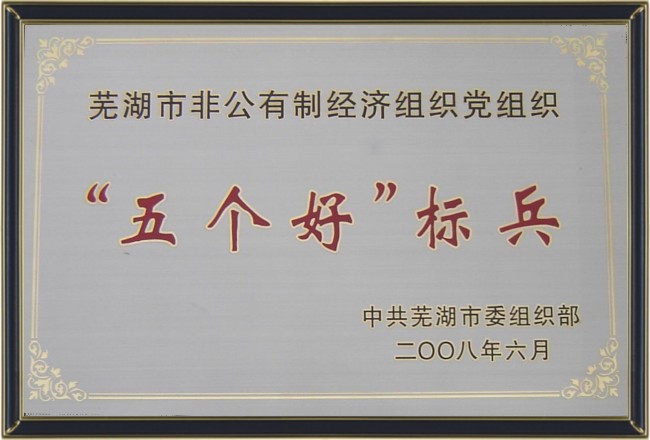 芜湖市非公有制经济组织党组织
“五个好”标兵
中共芜湖市委组织部
二OO八年六月